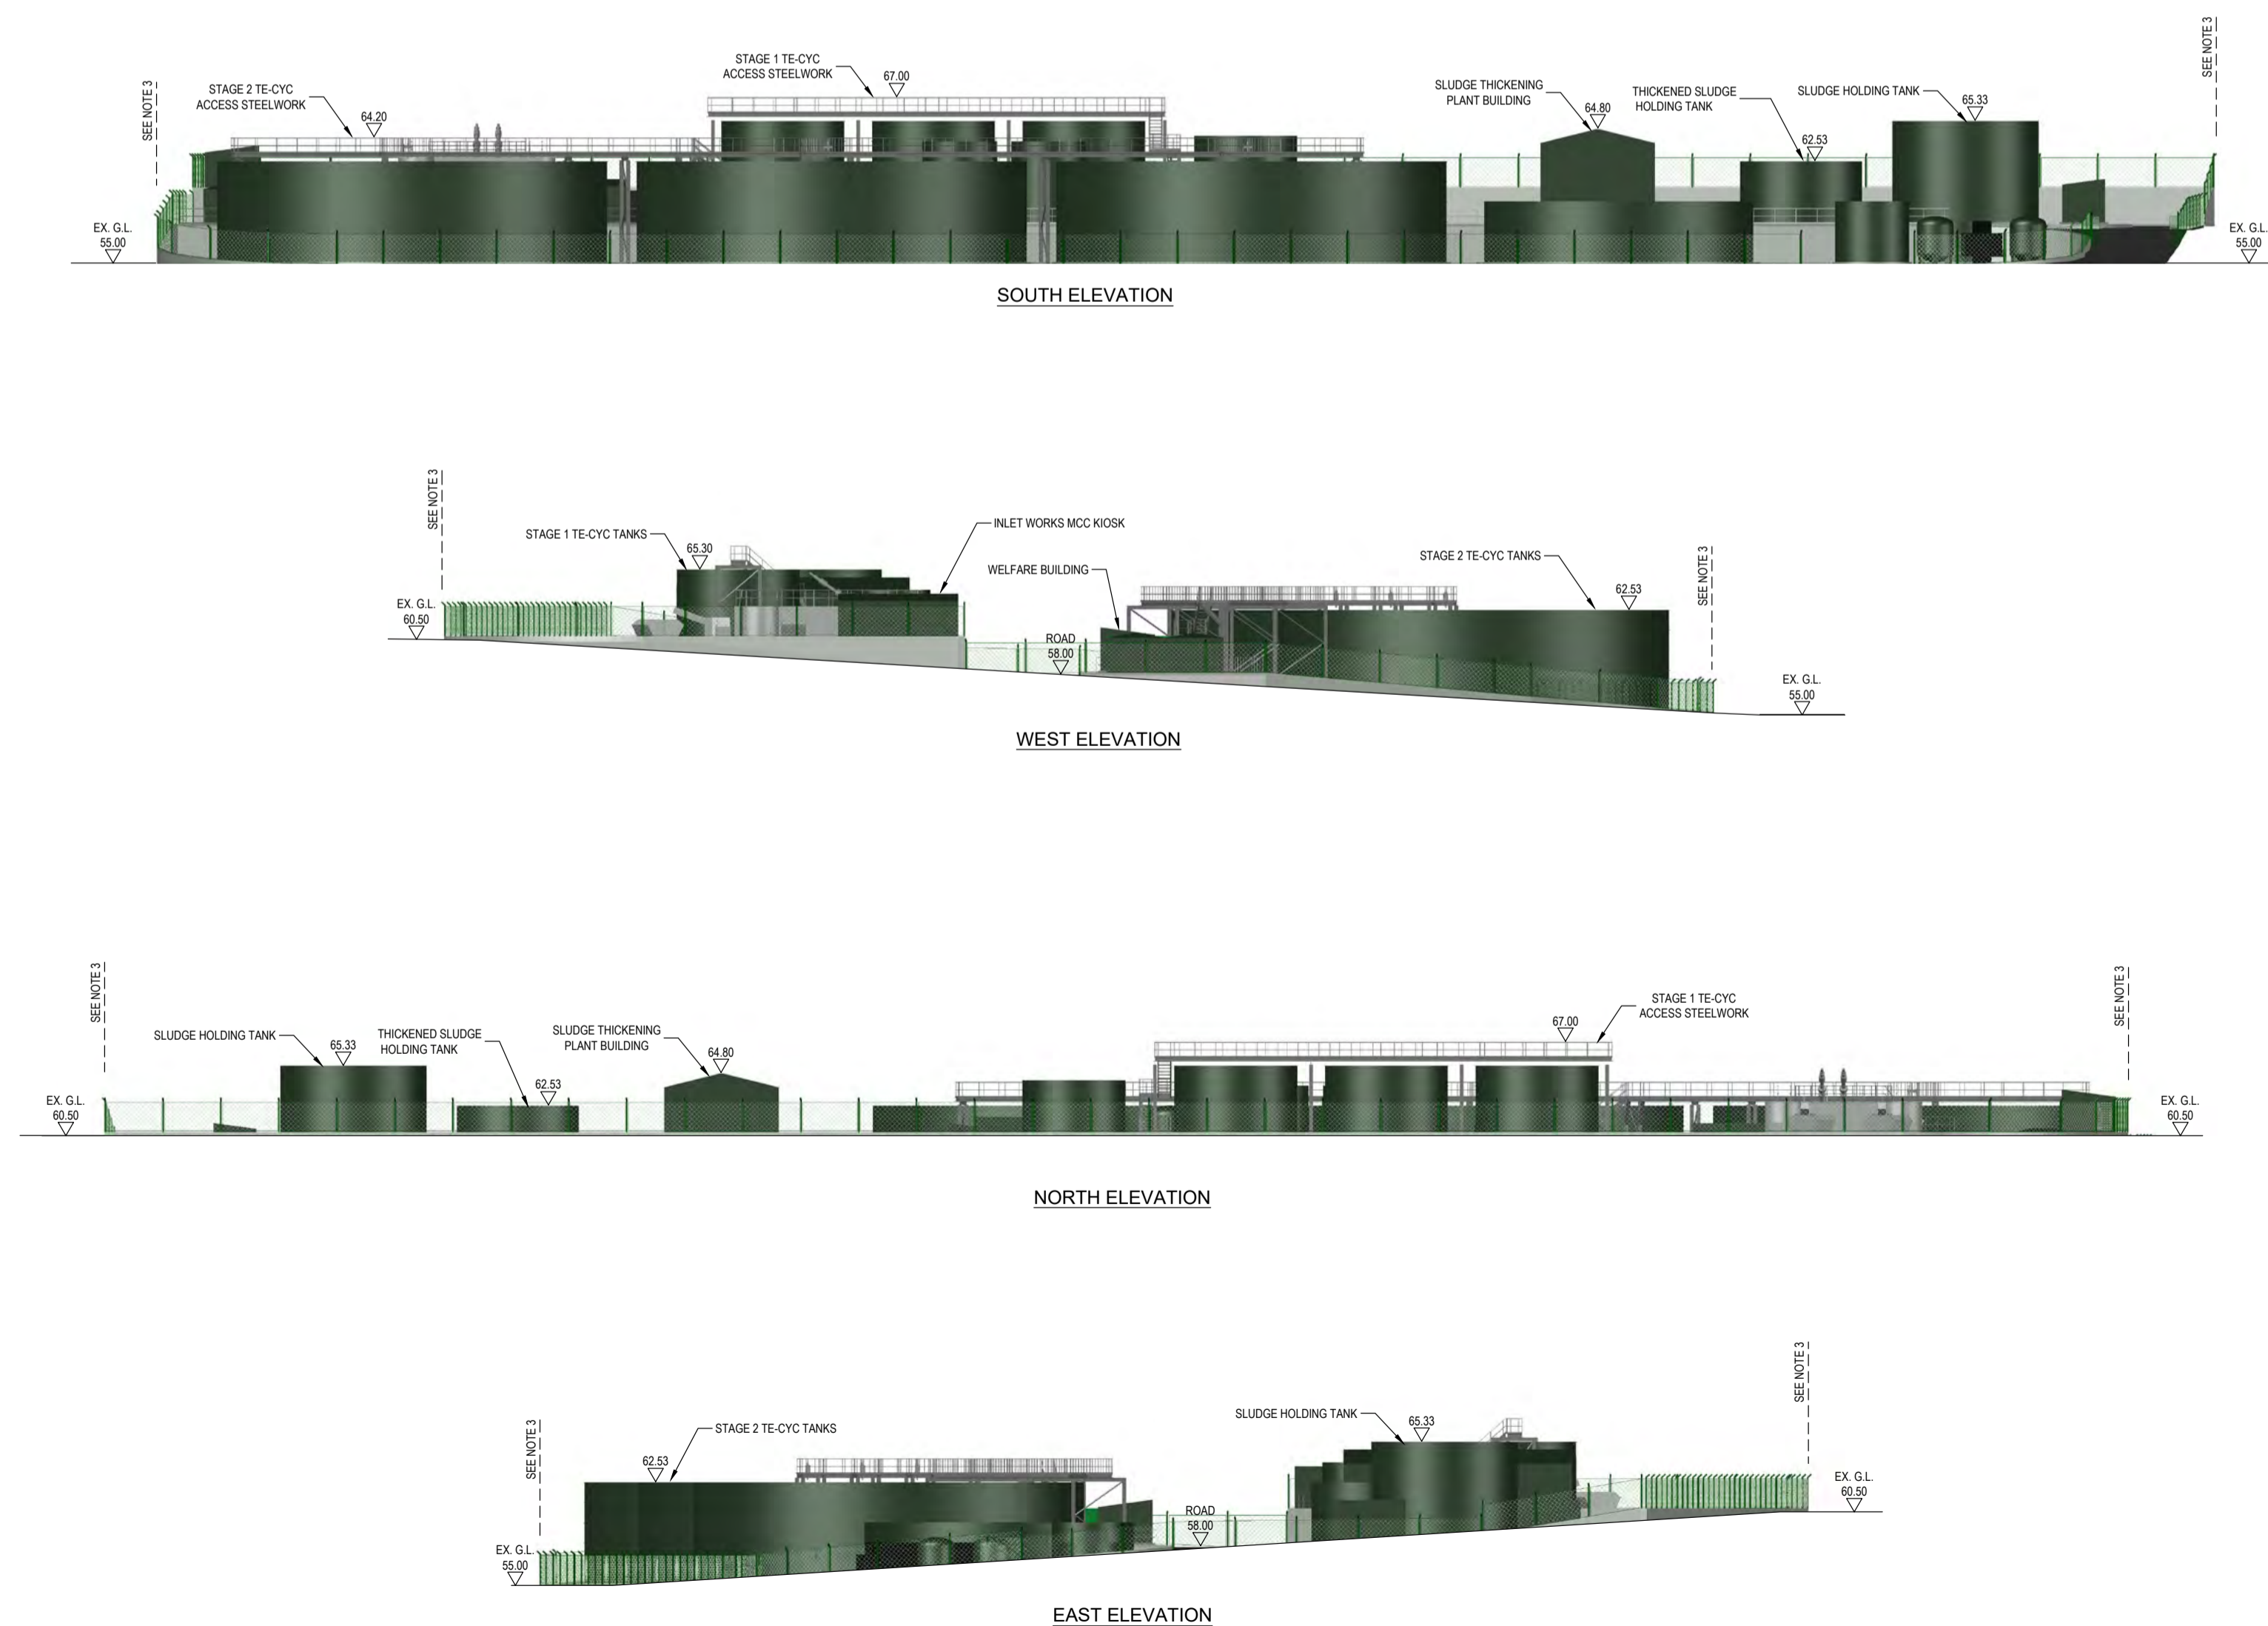 SEE NOTE 3
STAGE 2 TE-CYC
ACCESS STEELWORK
64.20
STAGE 1 TE-CYC
ACCESS STEELWORK
67.00
SLUDGE THICKENING
PLANT BUILDING
64.80
THICKENED SLUDGE
HOLDING TANK
62.53
SLUDGE HOLDING TANK
65.33
SEE NOTE 3
EX. G.L.
55.00
EX. G.L.
55.00
SOUTH ELEVATION
SEE NOTE 3
STAGE 1 TE-CYC TANKS
65.30
INLET WORKS MCC KIOSK
WELFARE BUILDING
STAGE 2 TE-CYC TANKS
62.53
SEE NOTE 3
EX. G.L.
60.50
ROAD
58.00
EX. G.L.
55.00
WEST ELEVATION
SEE NOTE 3
SLUDGE HOLDING TANK
65.33
THICKENED SLUDGE
HOLDING TANK
62.53
SLUDGE THICKENING
PLANT BUILDING
64.80
STAGE 1 TE-CYC
ACCESS STEELWORK
67.00
SEE NOTE 3
EX. G.L.
60.50
EX. G.L.
60.50
NORTH ELEVATION
SEE NOTE 3
STAGE 2 TE-CYC TANKS
62.53
SLUDGE HOLDING TANK
65.33
SEE NOTE 3
EX. G.L.
60.50
ROAD
58.00
EX. G.L.
55.00
EAST ELEVATION